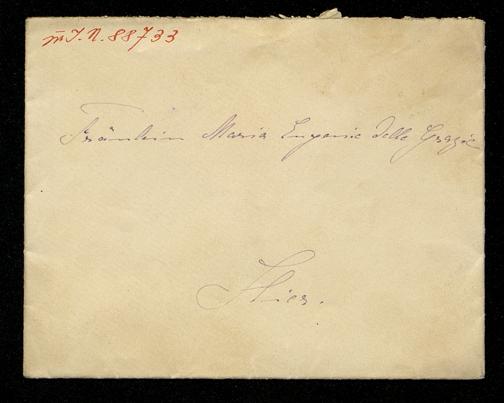 I.N. 88733
Fräulein Maria Eugenie delle Grazie
Hier.